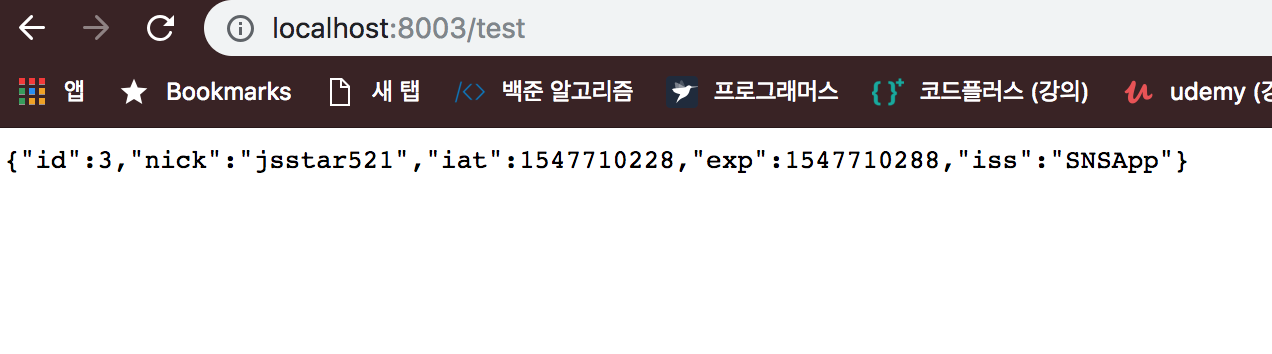 localhost:8003/test
앱 Bookmarks 새 탭 백준 알고리즘 프로그래머스 코드플러스 (강의) udemy (
{"id":3,"nick":"jsstar521","iat":1547710228,"exp":1547710288,"iss":"SNSApp"}